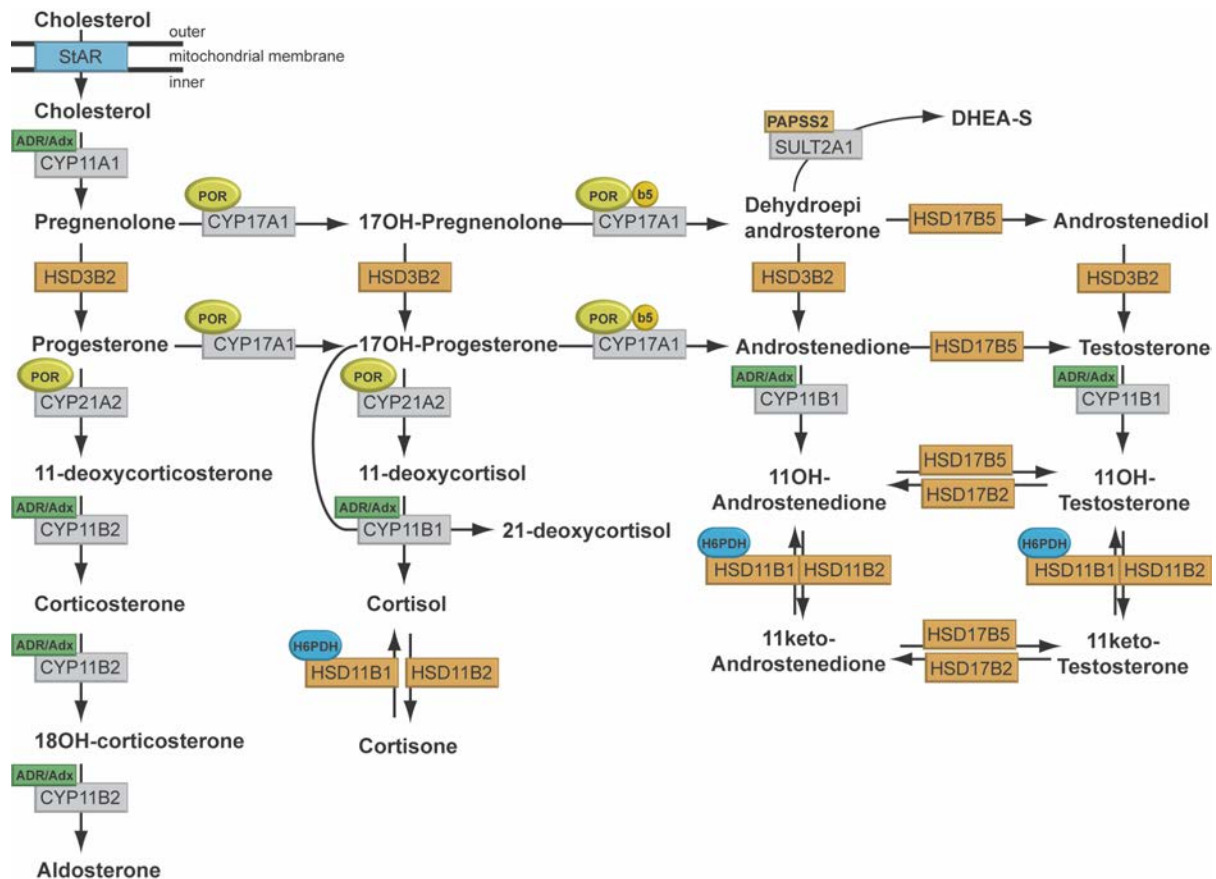 Cholesterol
outer
StAR
mitochondrial membrane
inner
Cholesterol
ADR/Adx
CYP11A1
PAPSS2
SULT2A1
DHEA-S
Pregnenolone
POR
CYP17A1
17OH-Pregnenolone
POR
b5
CYP17A1
Dehydroepi
androsterone
HSD17B5
Androstenediol
HSD3B2
HSD3B2
HSD3B2
HSD3B2
Progesterone
POR
CYP17A1
17OH-Progesterone
POR
b5
CYP17A1
Androstenedione
HSD17B5
Testosterone
POR
CYP21A2
POR
CYP21A2
ADR/Adx
CYP11B1
ADR/Adx
CYP11B1
11-deoxycorticosterone
11-deoxycortisol
11OH-
Androstenedione
HSD17B5
HSD17B2
11OH-
Testosterone
ADR/Adx
CYP11B2
ADR/Adx
CYP11B1
21-deoxycortisol
H6PDH
HSD11B1
HSD11B2
H6PDH
HSD11B1
HSD11B2
Corticosterone
Cortisol
ADR/Adx
CYP11B2
H6PDH
HSD11B1
HSD11B2
11keto-
Androstenedione
HSD17B5
HSD17B2
11keto-
Testosterone
18OH-corticosterone
Cortisone
ADR/Adx
CYP11B2
Aldosterone